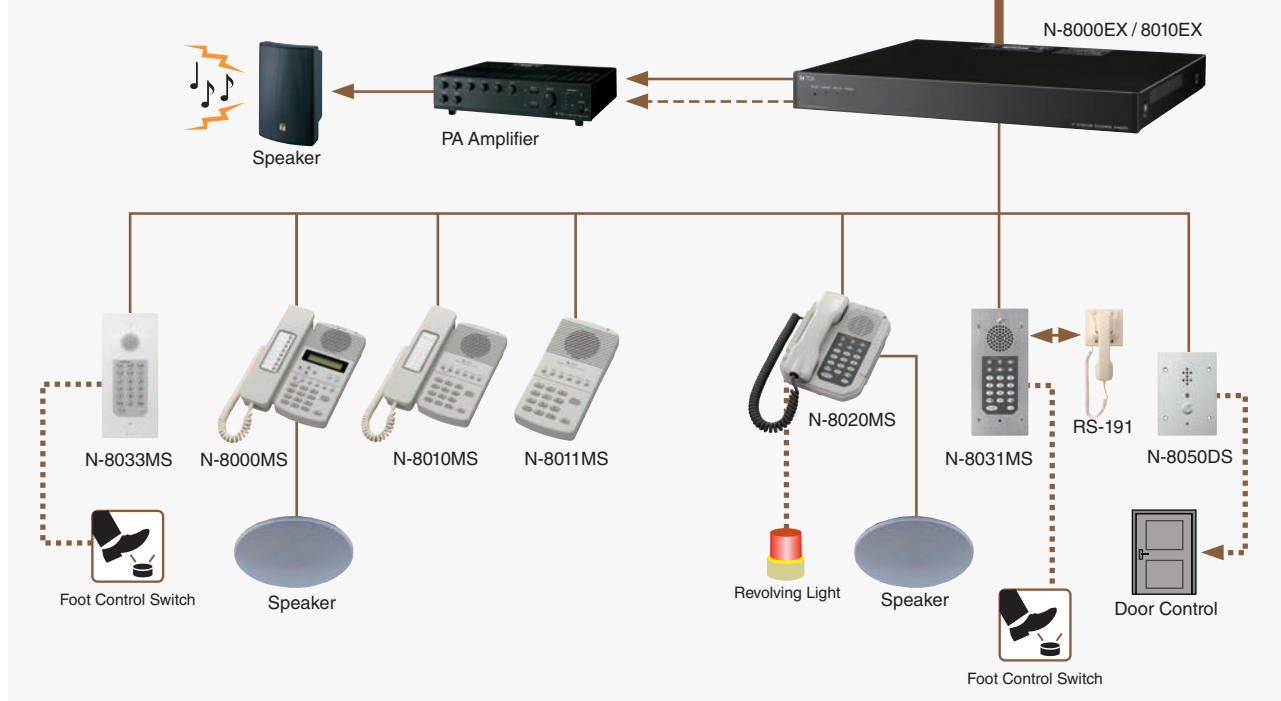 N-8000EX / 8010EX
PA Amplifier
Speaker
N-8033MS
N-8000MS
N-8010MS
N-8011MS
N-8020MS
N-8031MS
RS-191
N-8050DS
Foot Control Switch
Speaker
Revolving Light
Speaker
Door Control
Foot Control Switch